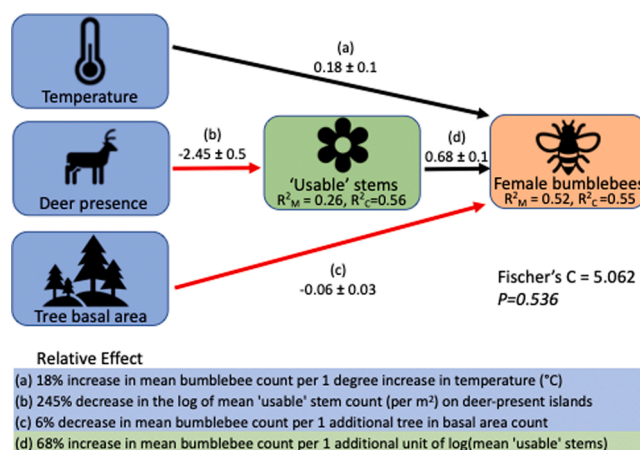 (a)
0.18 ± 0.1
Temperature
(b)
-2.45 ± 0.5
Deer presence
'Usable' stems
R²M = 0.26, R²C=0.56
(d)
0.68 ± 0.1
Female bumblebees
R²M = 0.52, R²C=0.55
(c)
-0.06 ± 0.03
Tree basal area
Fischer's C = 5.062
P=0.536
Relative Effect
(a) 18% increase in mean bumblebee count per 1 degree increase in temperature (°C)
(b) 245% decrease in the log of mean 'usable' stem count (per m²) on deer-present islands
(c) 6% decrease in mean bumblebee count per 1 additional tree in basal area count
(d) 68% increase in mean bumblebee count per 1 additional unit of log(mean 'usable' stems)